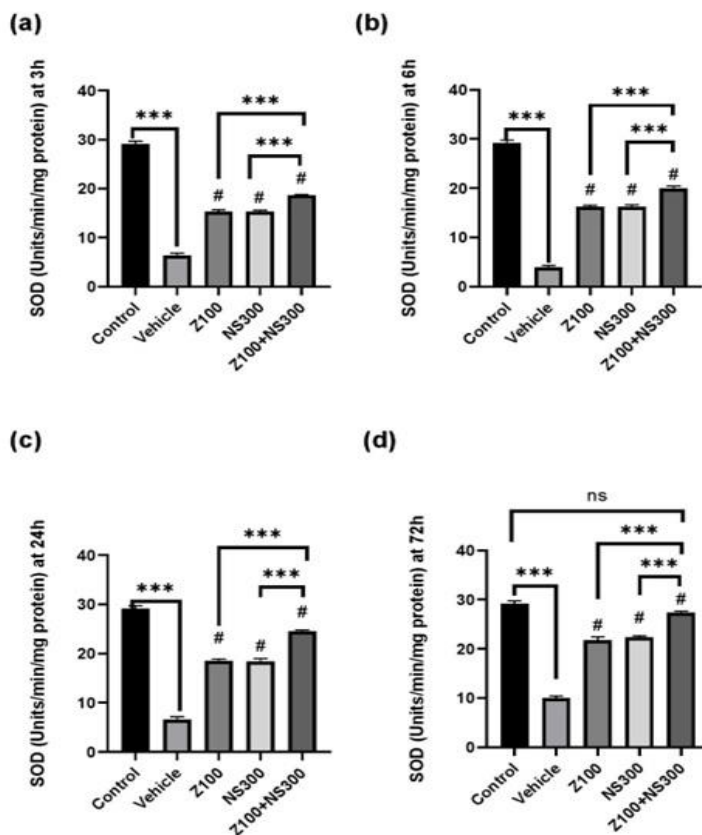 (a)
SOD (Units/min/mg protein) at 3h
40
30
20
10
0
***
***
***
#
#
#
Control
Vehicle
Z100
NS300
Z100+NS300
(b)
SOD (Units/min/mg protein) at 6h
40
30
20
10
0
***
***
***
#
#
#
Control
Vehicle
Z100
NS300
Z100+NS300
(c)
SOD (Units/min/mg protein) at 24h
40
30
20
10
0
***
***
***
#
#
#
Control
Vehicle
Z100
NS300
Z100+NS300
(d)
SOD (Units/min/mg protein) at 72h
40
30
20
10
0
ns
***
***
***
#
#
#
Control
Vehicle
Z100
NS300
Z100+NS300